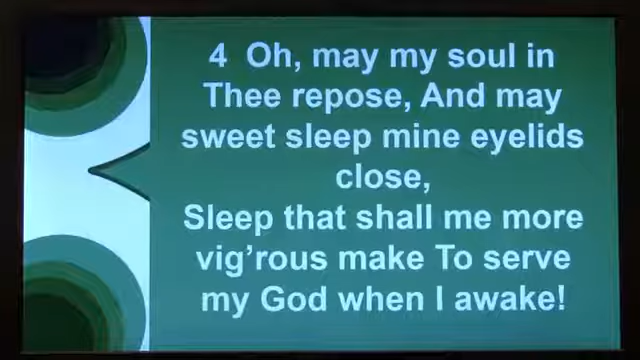 4 Oh, may my soul in
Thee repose, And may
sweet sleep mine eyelids
close,
Sleep that shall me more
vig'rous make To serve
my God when I awake!